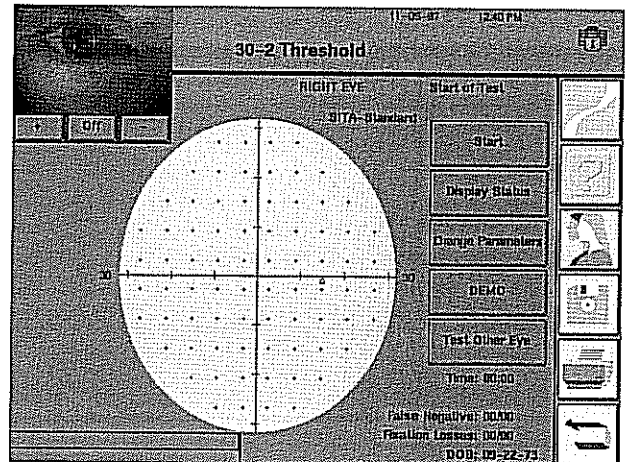 11-05-97 12:40 PM
30-2 Threshold
RIGHT EYE
Start of Test
+ Off -
SITA-Standard
Start
Display Status
Change Parameters
30 30
DEMO
Test Other Eye
Time: 00:00
False Negative: 00/00
Fixation Losses: 00/00
DOB: 09-22-73
?